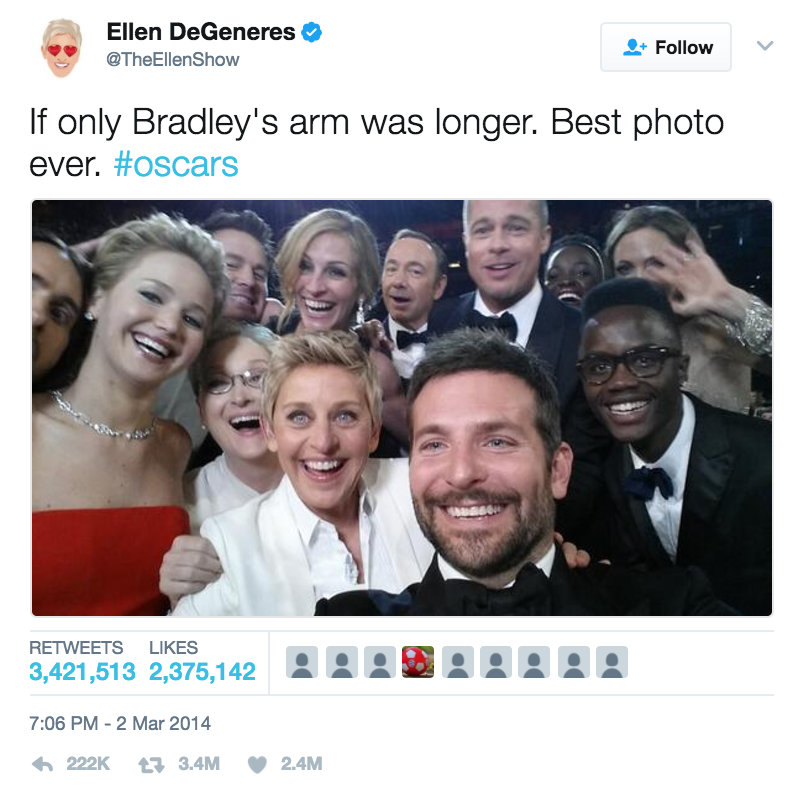 Ellen DeGeneres
@TheEllenShow
Follow
If only Bradley's arm was longer. Best photo
ever. #oscars
RETWEETS LIKES
3,421,513 2,375,142
7:06 PM - 2 Mar 2014
222K 3.4M 2.4M